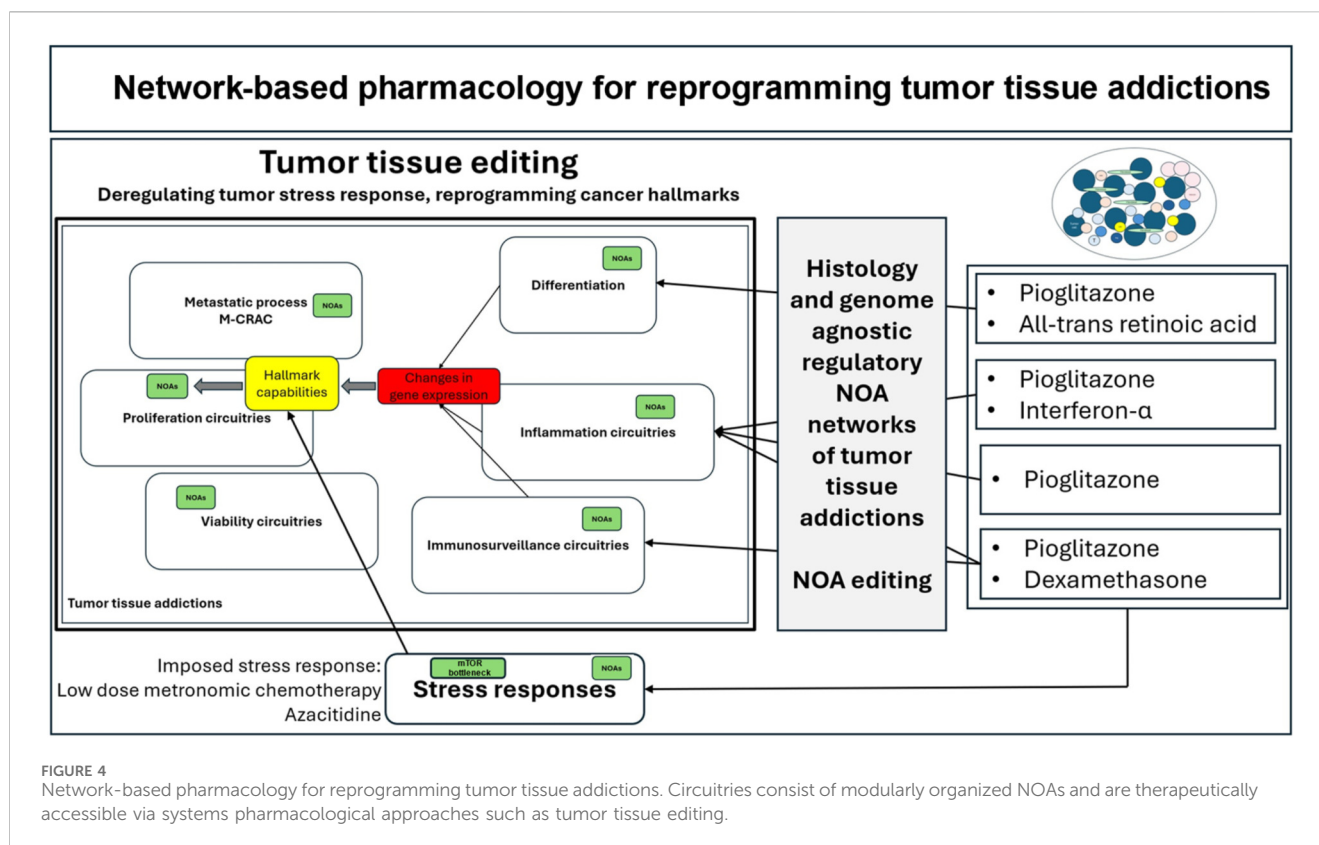 Network-based pharmacology for reprogramming tumor tissue addictions
Tumor tissue editing
Deregulating tumor stress response, reprogramming cancer hallmarks
NOAs
Differentiation
Metastatic process
M-CRAC
NOAs
Hallmark
capabilities
Changes in
gene expression
NOAs
Proliferation circuitries
NOAs
Inflammation circuitries
NOAs
Viability circuitries
NOAs
Immunosurveillance circuitries
Tumor tissue addictions
Histology
and genome
agnostic
regulatory
NOA
networks
of tumor
tissue
addictions
NOA editing
• Pioglitazone
• All-trans retinoic acid
• Pioglitazone
• Interferon-α
• Pioglitazone
• Pioglitazone
• Dexamethasone
Imposed stress response:
Low dose metronomic chemotherapy
Azacitidine
mTOR
bottleneck
NOAs
Stress responses
FIGURE 4
Network-based pharmacology for reprogramming tumor tissue addictions. Circuitries consist of modularly organized NOAs and are therapeutically
accessible via systems pharmacological approaches such as tumor tissue editing.